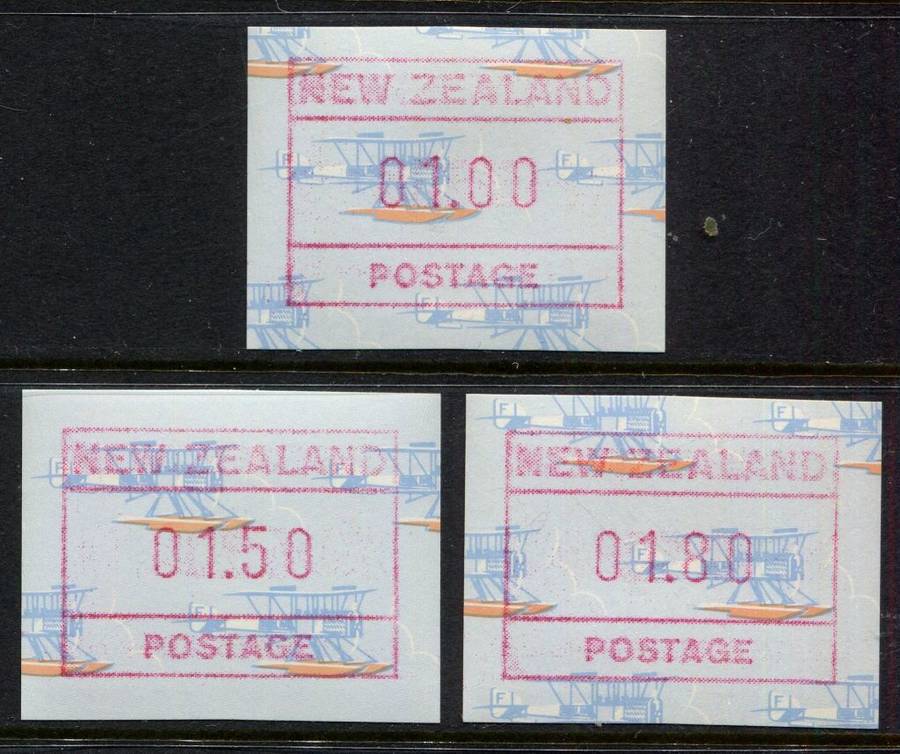 NEW ZEALAND
F F
01.00
POSTAGE
F
F NEW ZEALAND F
01.50
F
POSTAGE
F F
NEW ZEALAND
F
01.80
POSTAGE
F F